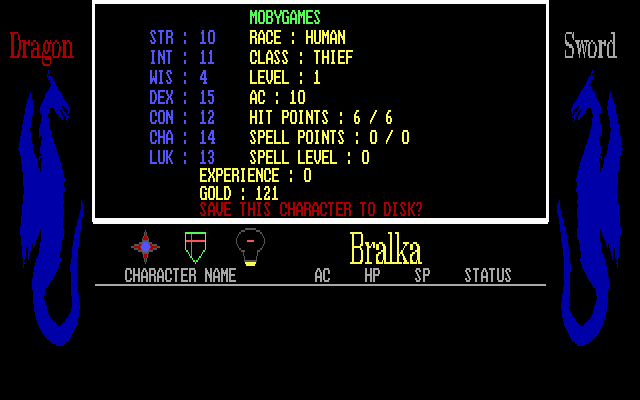 MOBYGAMES
Dragon
Sword
STR : 10 RACE : HUMAN
INT : 11 CLASS : THIEF
WIS : 4 LEVEL : 1
DEX : 15 AC : 10
CON : 12 HIT POINTS : 6 / 6
CHA : 14 SPELL POINTS : 0 / 0
LUK : 13 SPELL LEVEL : 0
EXPERIENCE : 0
GOLD : 121
SAVE THIS CHARACTER TO DISK?
Bralka
CHARACTER NAME AC HP SP STATUS